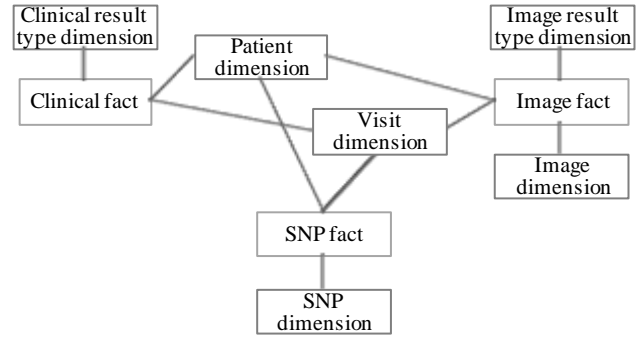 Clinical result
type dimension
Patient
dimension
Image result
type dimension
Clinical fact
Image fact
Visit
dimension
Image
dimension
SNP fact
SNP
dimension